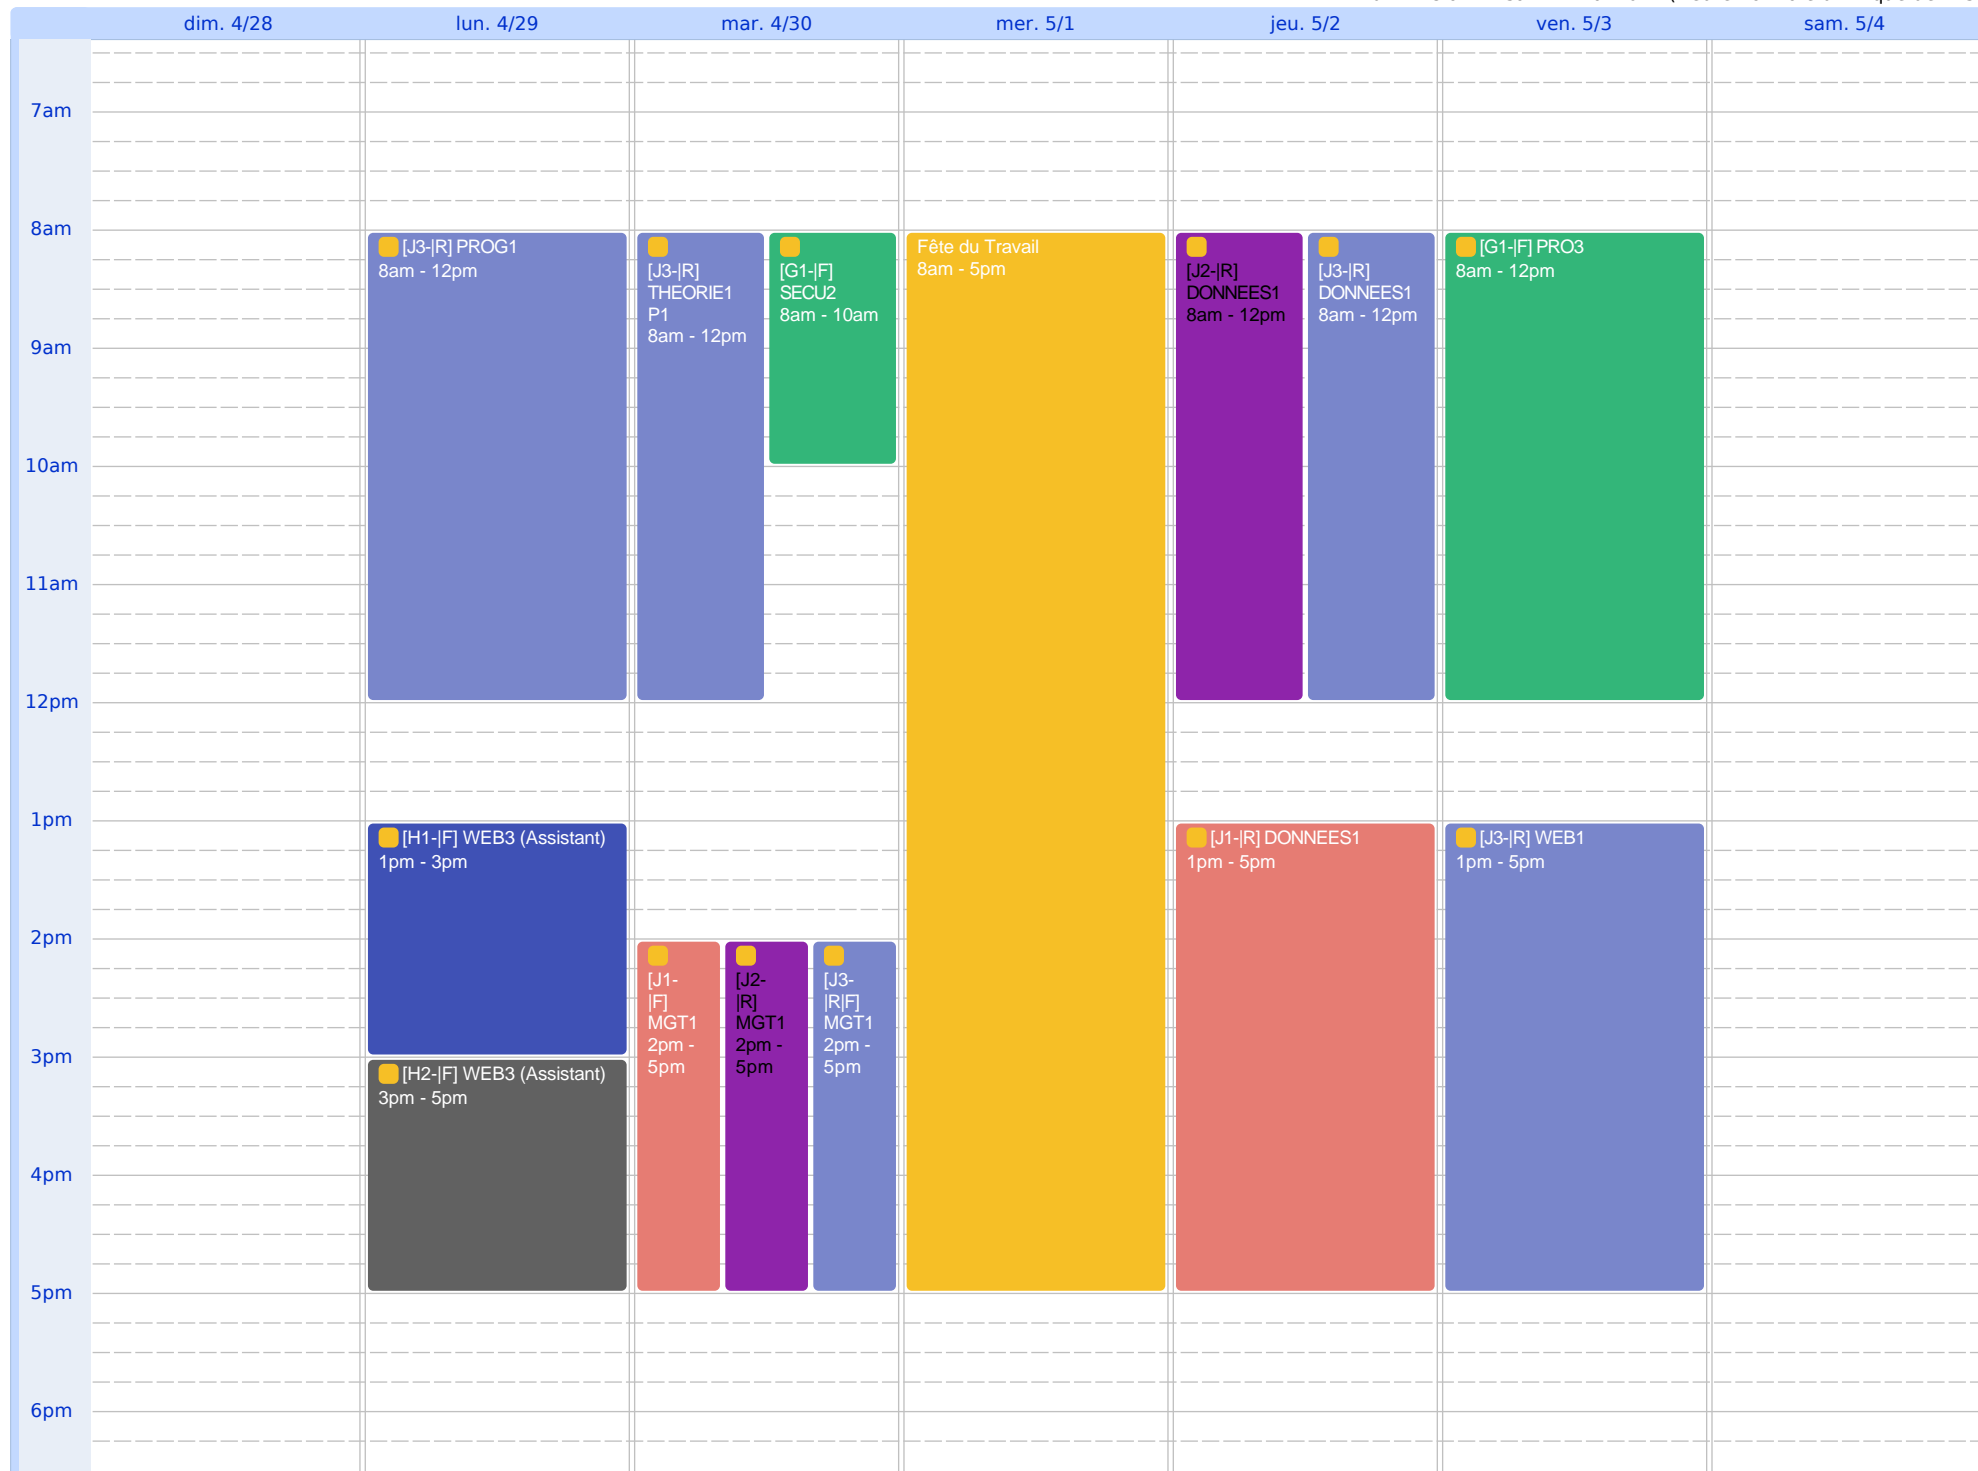 dim. 4/28
lun. 4/29
mar. 4/30
mer. 5/1
jeu. 5/2
ven. 5/3
sam. 5/4
7am
8am
9am
10am
11am
12pm
1pm
2pm
3pm
4pm
5pm
6pm
[J3-|R] PROG1
8am - 12pm
[H1-|F] WEB3 (Assistant)
1pm - 3pm
[H2-|F] WEB3 (Assistant)
3pm - 5pm
[J3-|R]
THEORIE1
P1
8am - 12pm
[G1-|F]
SECU2
8am - 10am
[J1-
|F]
MGT1
2pm -
5pm
[J2-
|R]
MGT1
2pm -
5pm
[J3-
|R|F]
MGT1
2pm -
5pm
Fête du Travail
8am - 5pm
[J2-|R]
DONNEES1
8am - 12pm
[J3-|R]
DONNEES1
8am - 12pm
[J1-|R] DONNEES1
1pm - 5pm
[G1-|F] PRO3
8am - 12pm
[J3-|R] WEB1
1pm - 5pm